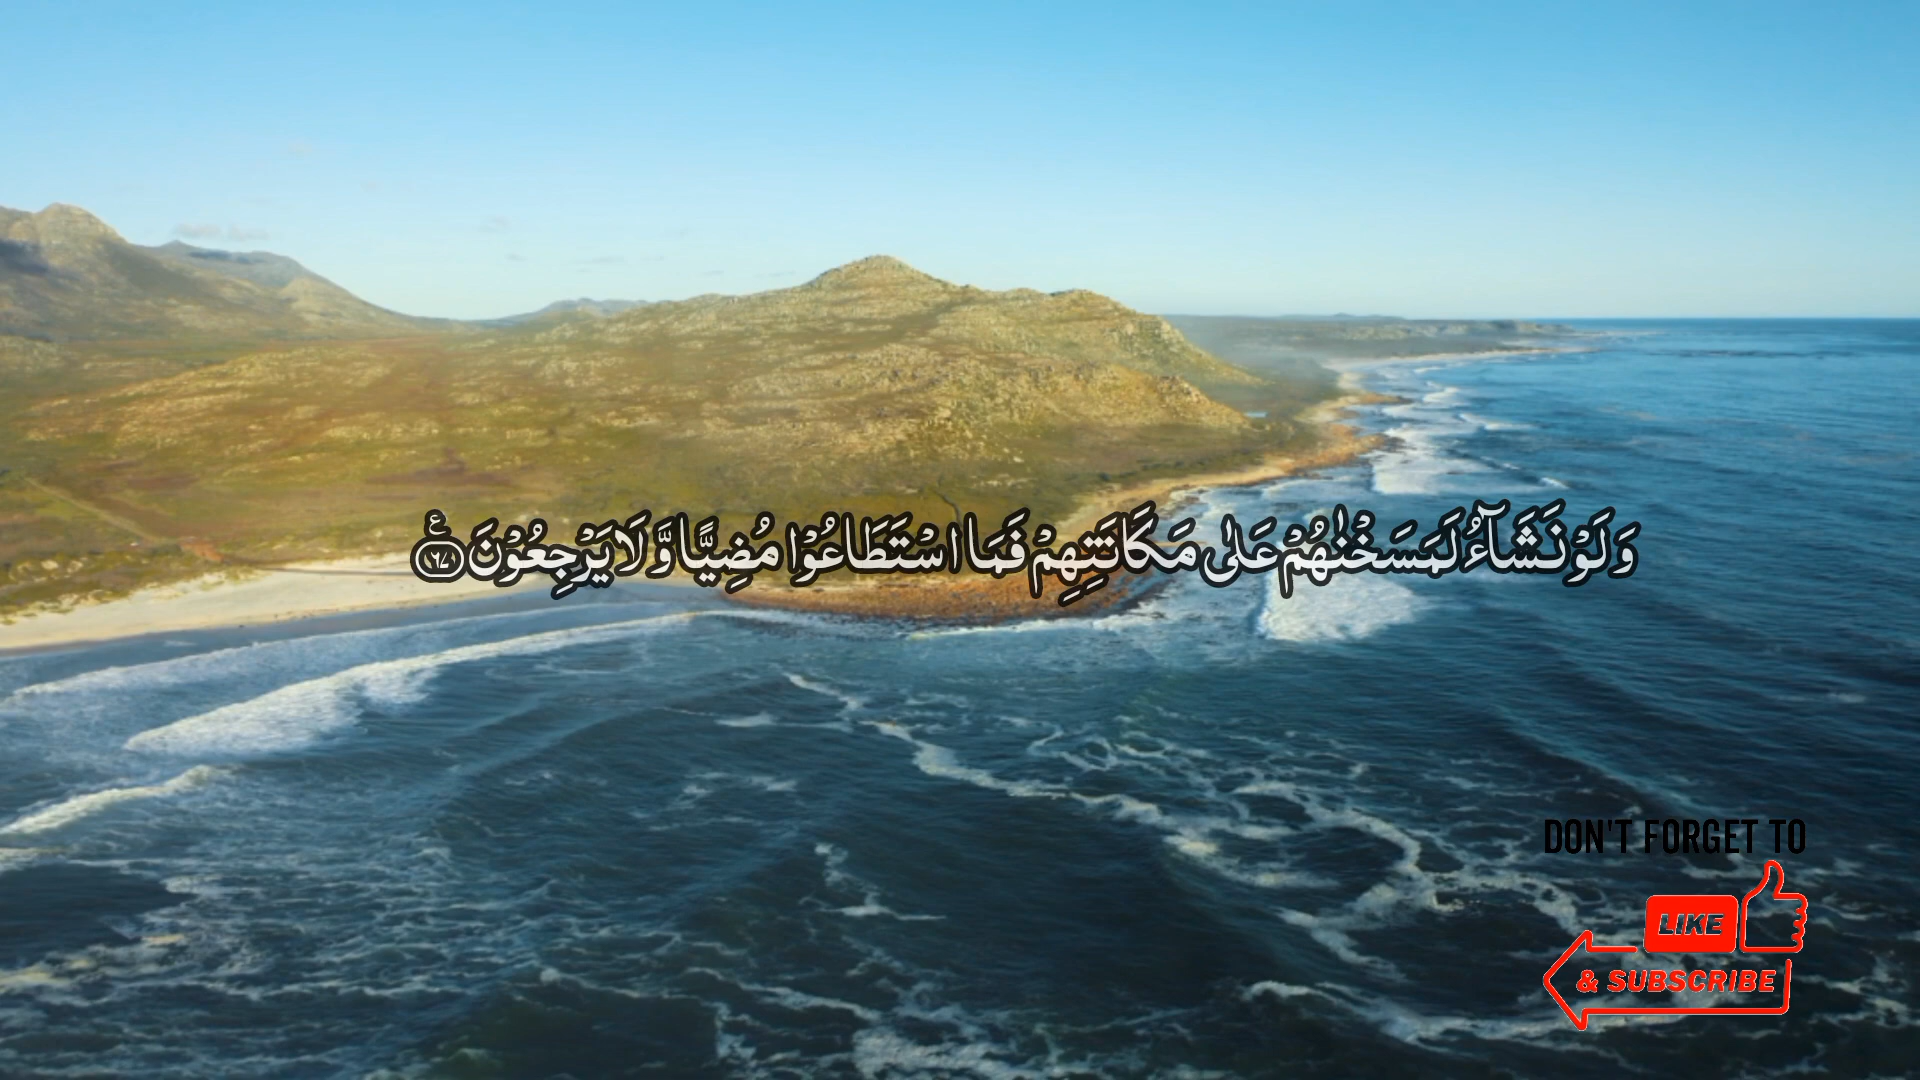 وَلَوْ نَشَآءُ لَمَسَخْنٰهُمْ عَلٰى مَكَانَتِهِمْ فَمَا اسْتَطَاعُوْا مُضِيًّا وَّلَا يَرْجِعُوْنَ ع ﴿٦٧﴾
DON'T FORGET TO
LIKE
& SUBSCRIBE